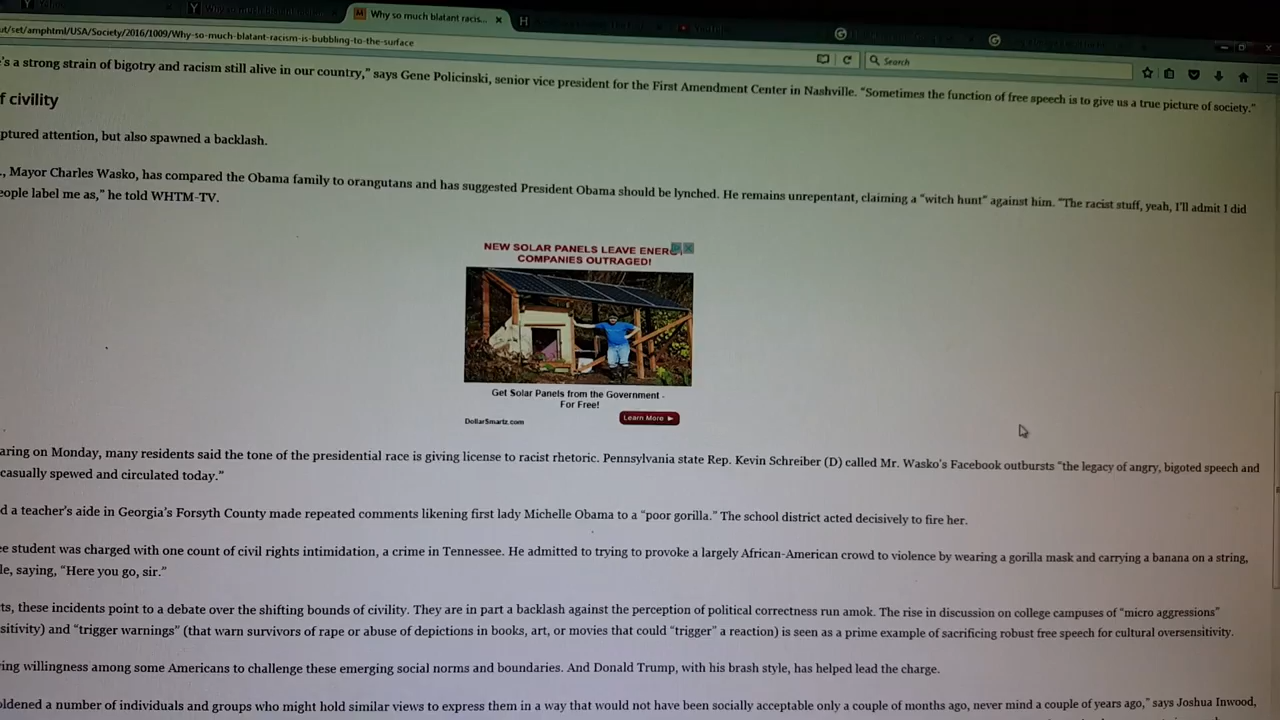 Why so much blatant racis...
ut/set/amphtml/USA/Society/2016/1009/Why-so-much-blatant-racism-is-bubbling-to-the-surface
Search
's a strong strain of bigotry and racism still alive in our country,” says Gene Policinski, senior vice president for the First Amendment Center in Nashville. “Sometimes the function of free speech is to give us a true picture of society.”
f civility
ptured attention, but also spawned a backlash.
., Mayor Charles Wasko, has compared the Obama family to orangutans and has suggested President Obama should be lynched. He remains unrepentant, claiming a “witch hunt” against him. “The racist stuff, yeah, I'll admit I did
eople label me as,” he told WHTM-TV.
NEW SOLAR PANELS LEAVE ENERGY
COMPANIES OUTRAGED!
Get Solar Panels from the Government -
For Free!
DollarSmartz.com
Learn More
aring on Monday, many residents said the tone of the presidential race is giving license to racist rhetoric. Pennsylvania state Rep. Kevin Schreiber (D) called Mr. Wasko's Facebook outbursts “the legacy of angry, bigoted speech and
casually spewed and circulated today.”
d a teacher's aide in Georgia's Forsyth County made repeated comments likening first lady Michelle Obama to a “poor gorilla.” The school district acted decisively to fire her.
ee student was charged with one count of civil rights intimidation, a crime in Tennessee. He admitted to trying to provoke a largely African-American crowd to violence by wearing a gorilla mask and carrying a banana on a string,
le, saying, “Here you go, sir.”
ts, these incidents point to a debate over the shifting bounds of civility. They are in part a backlash against the perception of political correctness run amok. The rise in discussion on college campuses of “micro aggressions”
sitivity) and “trigger warnings” (that warn survivors of rape or abuse of depictions in books, art, or movies that could “trigger” a reaction) is seen as a prime example of sacrificing robust free speech for cultural oversensitivity.
ing willingness among some Americans to challenge these emerging social norms and boundaries. And Donald Trump, with his brash style, has helped lead the charge.
oldened a number of individuals and groups who might hold similar views to express them in a way that would not have been socially acceptable only a couple of months ago, never mind a couple of years ago,” says Joshua Inwood,